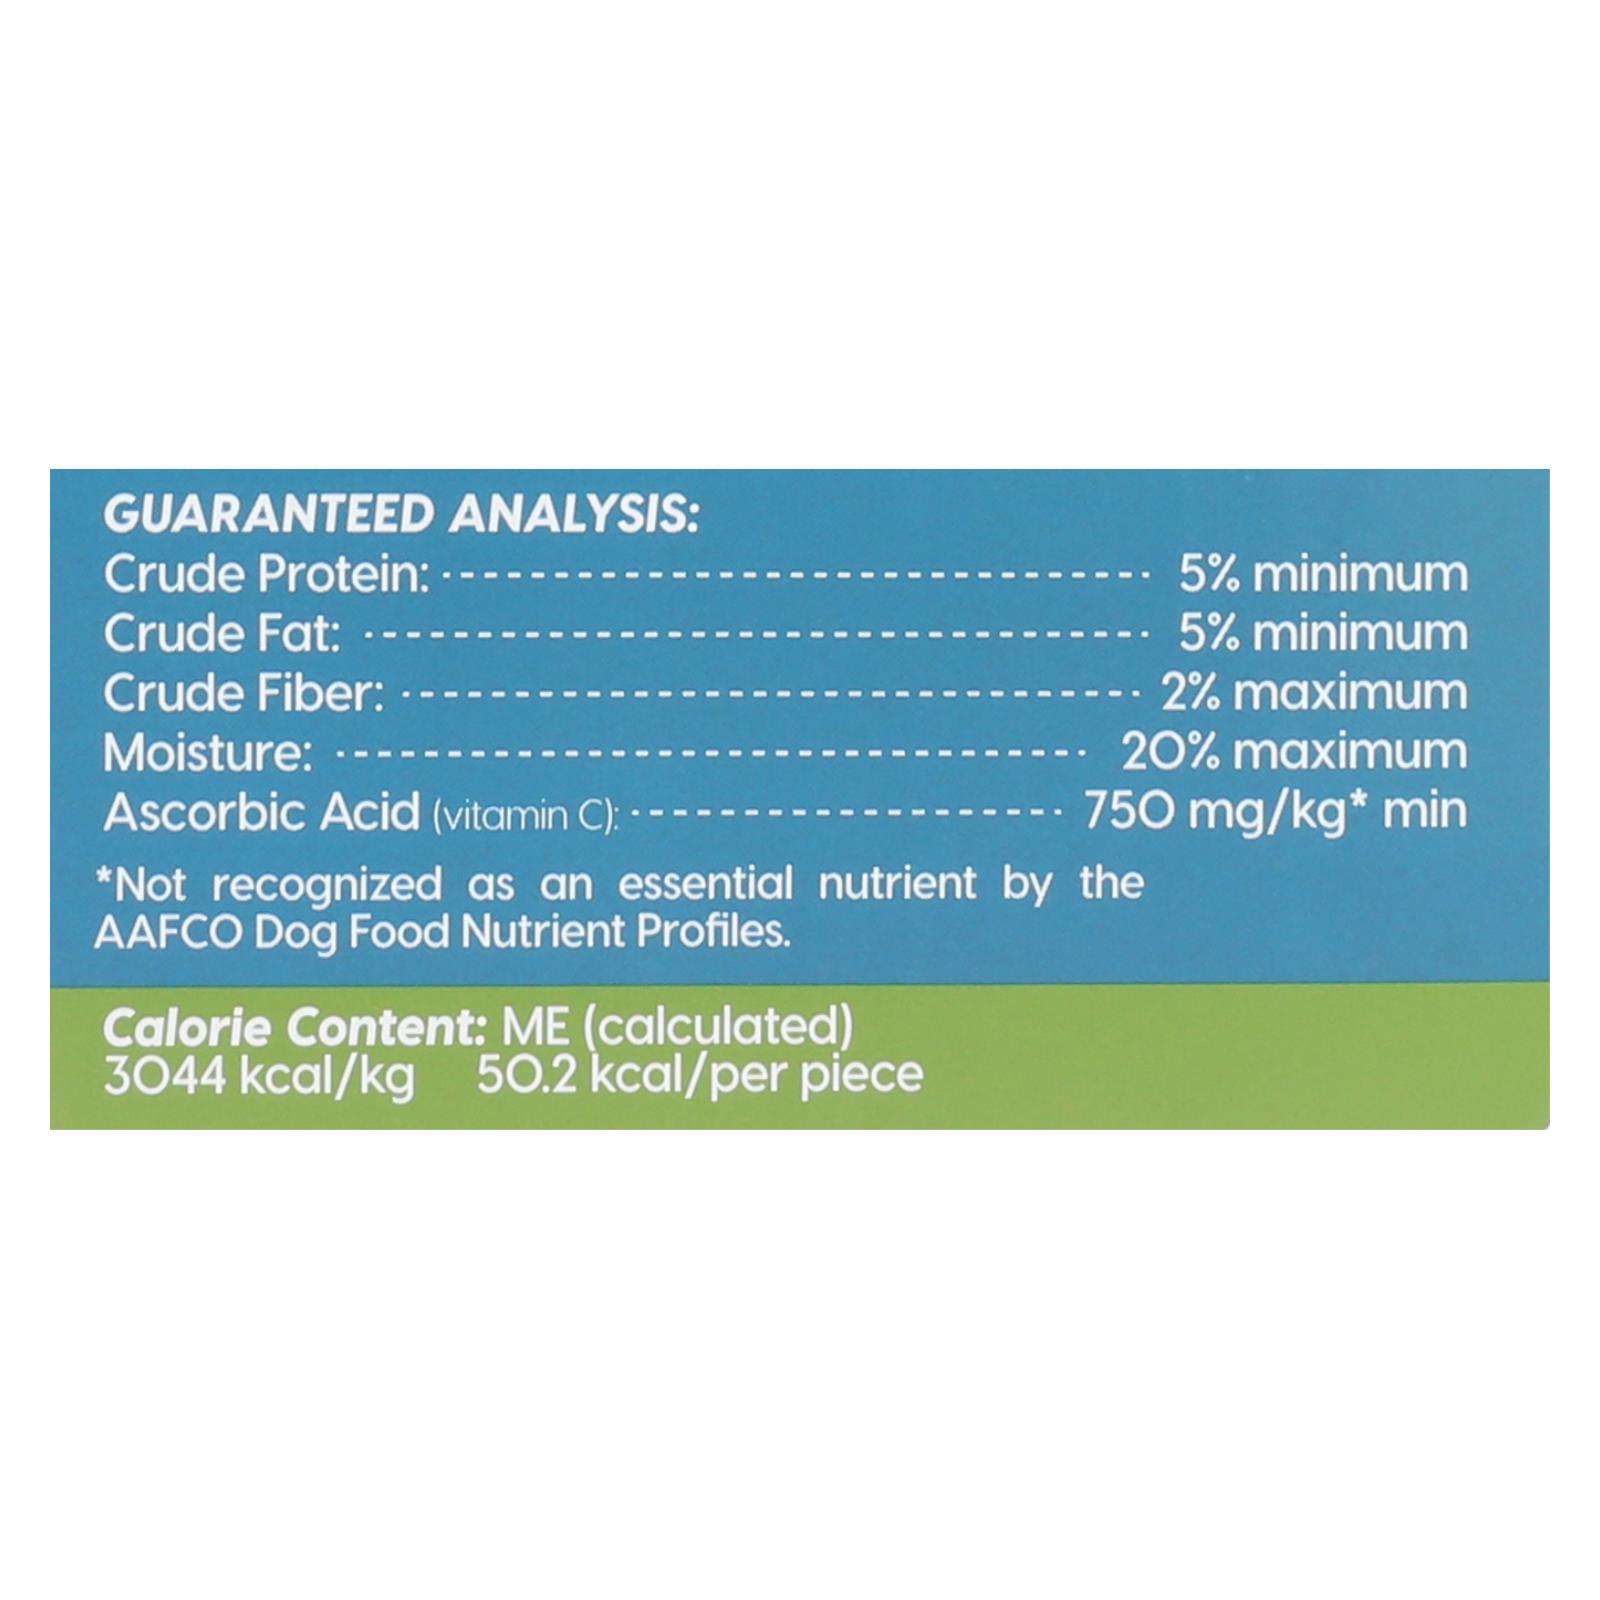 GUARANTEED ANALYSIS:
Crude Protein: 5% minimum
Crude Fat: 5% minimum
Crude Fiber: 2% maximum
Moisture: 20% maximum
Ascorbic Acid (vitamin C): 750 mg/kg* min
*Not recognized as an essential nutrient by the
AAFCO Dog Food Nutrient Profiles.
Calorie Content: ME (calculated)
3044 kcal/kg 50.2 kcal/per piece